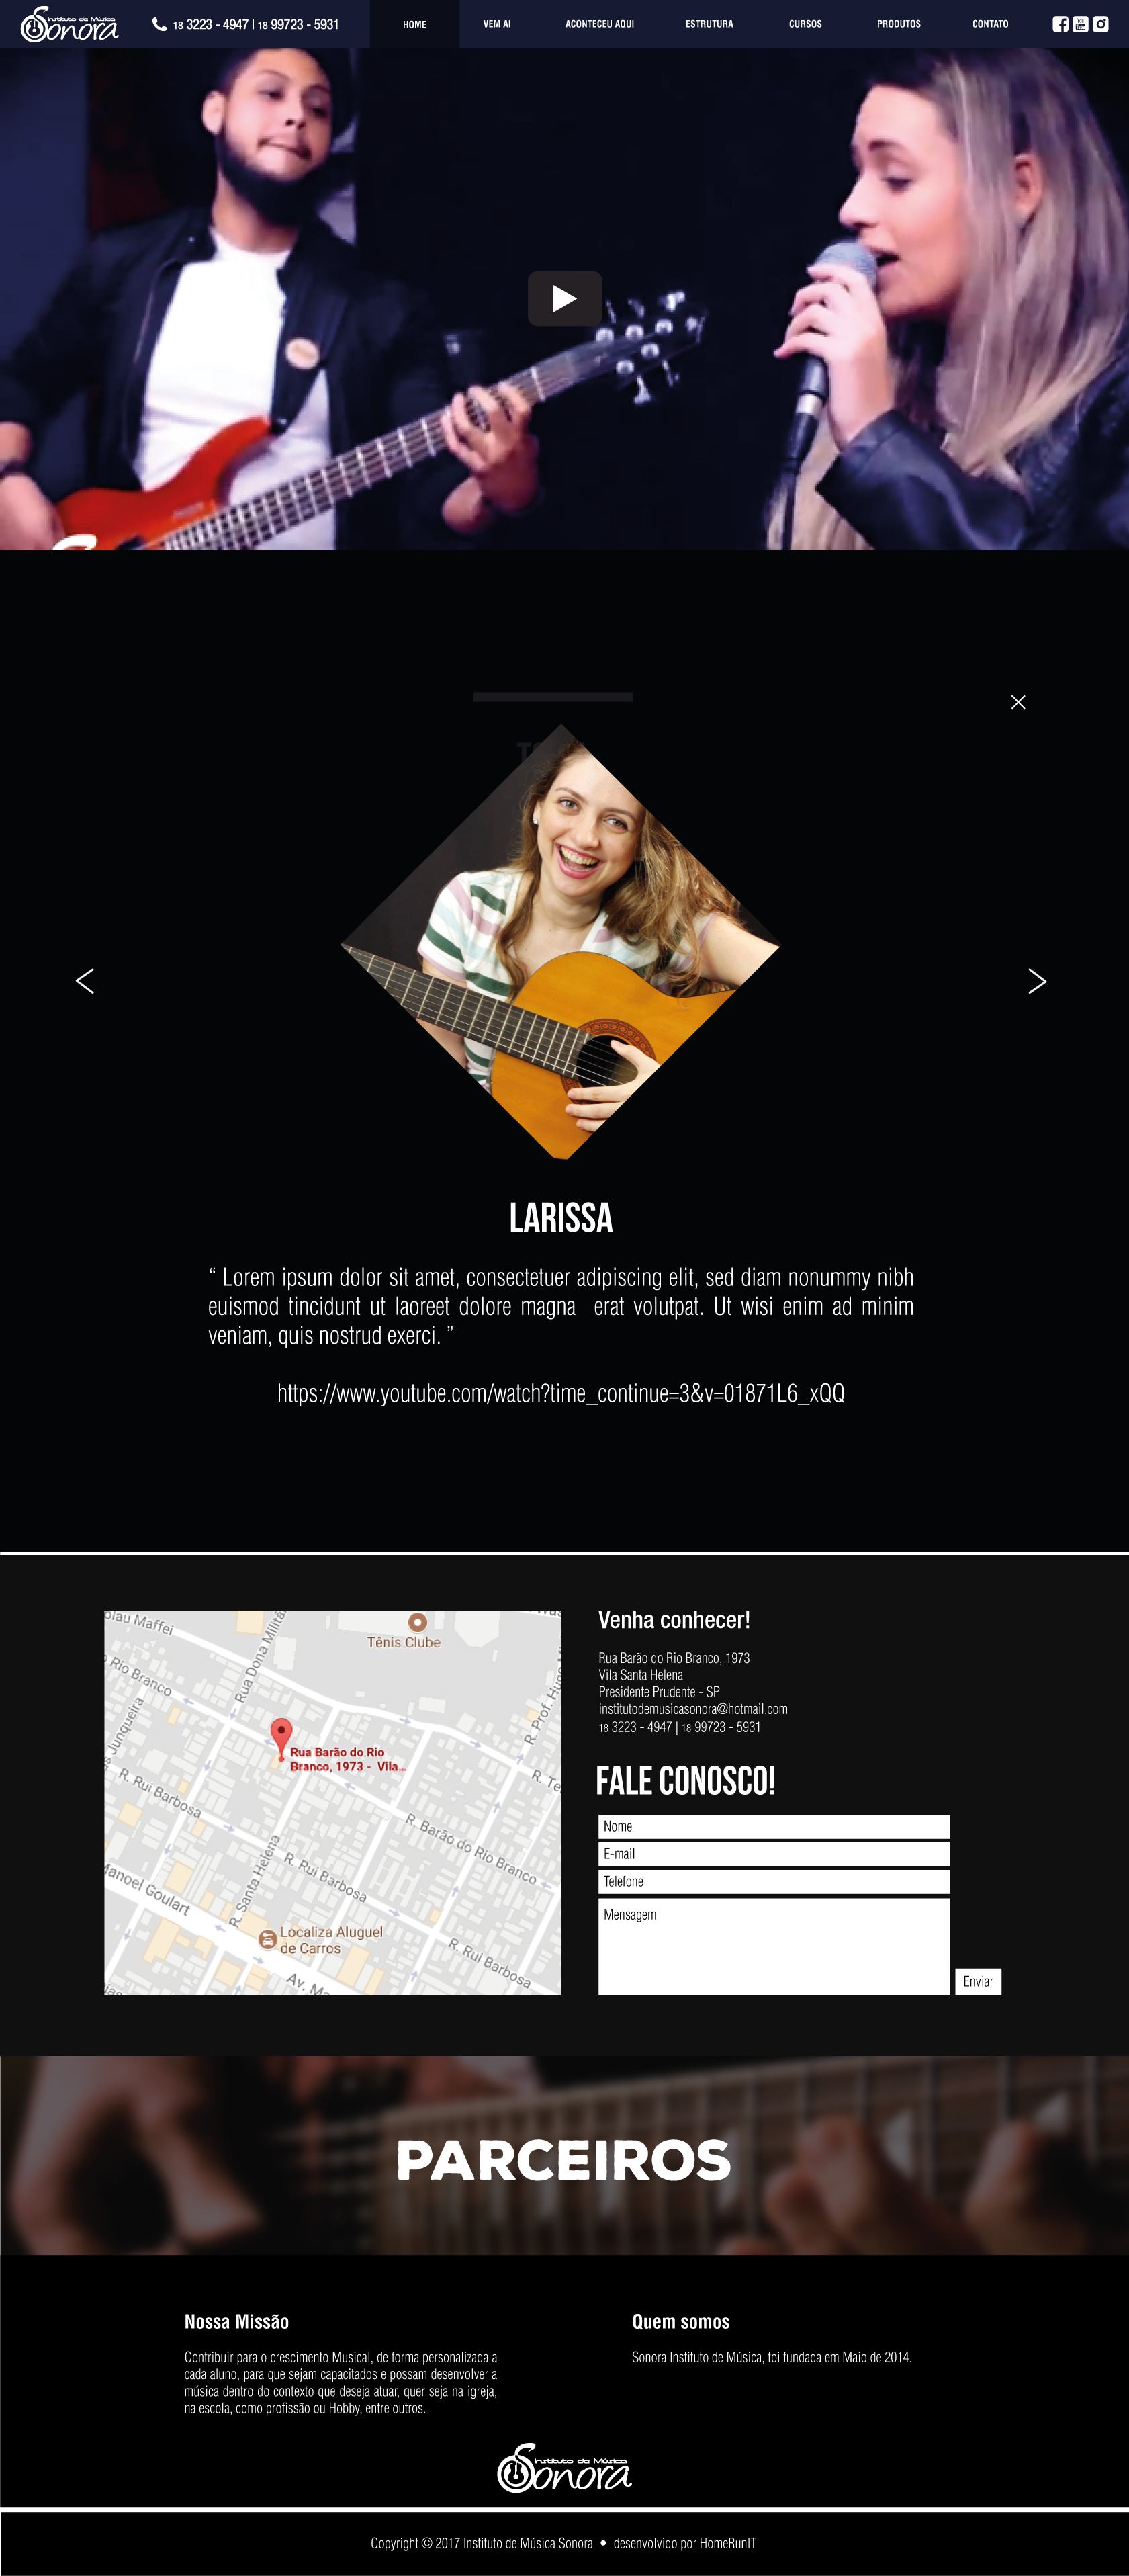 Instituto de Música
Sonora
18 3223 - 4947 | 18 99723 - 5931
HOME
VEM AI
ACONTECEU AQUI
ESTRUTURA
CURSOS
PRODUTOS
CONTATO
LARISSA
“ Lorem ipsum dolor sit amet, consectetuer adipiscing elit, sed diam nonummy nibh
euismod tincidunt ut laoreet dolore magna erat volutpat. Ut wisi enim ad minim
veniam, quis nostrud exerci. ”
https://www.youtube.com/watch?time_continue=3&v=01871L6_xQQ
olau Maffei
Rio Branco
Rua Dona Militã
Tênis Clube
R. Prof. Hugo
s Junqueira
Rua Barão do Rio
Branco, 1973 - Vila...
R. Rui Barbosa
R. Te
R. Barão do Rio Branco
R. Santa Helena
R. Rui Barbosa
Manoel Goulart
Localiza Aluguel
de Carros
R. Rui Barbosa
Av. Ma
Venha conhecer!
Rua Barão do Rio Branco, 1973
Vila Santa Helena
Presidente Prudente - SP
institutodemusicasonora@hotmail.com
18 3223 - 4947 | 18 99723 - 5931
FALE CONOSCO!
Nome
E-mail
Telefone
Mensagem
Enviar
PARCEIROS
Nossa Missão
Contribuir para o crescimento Musical, de forma personalizada a
cada aluno, para que sejam capacitados e possam desenvolver a
música dentro do contexto que deseja atuar, quer seja na igreja,
na escola, como profissão ou Hobby, entre outros.
Quem somos
Sonora Instituto de Música, foi fundada em Maio de 2014.
Instituto de Música
Sonora
Copyright © 2017 Instituto de Música Sonora • desenvolvido por HomeRunIT